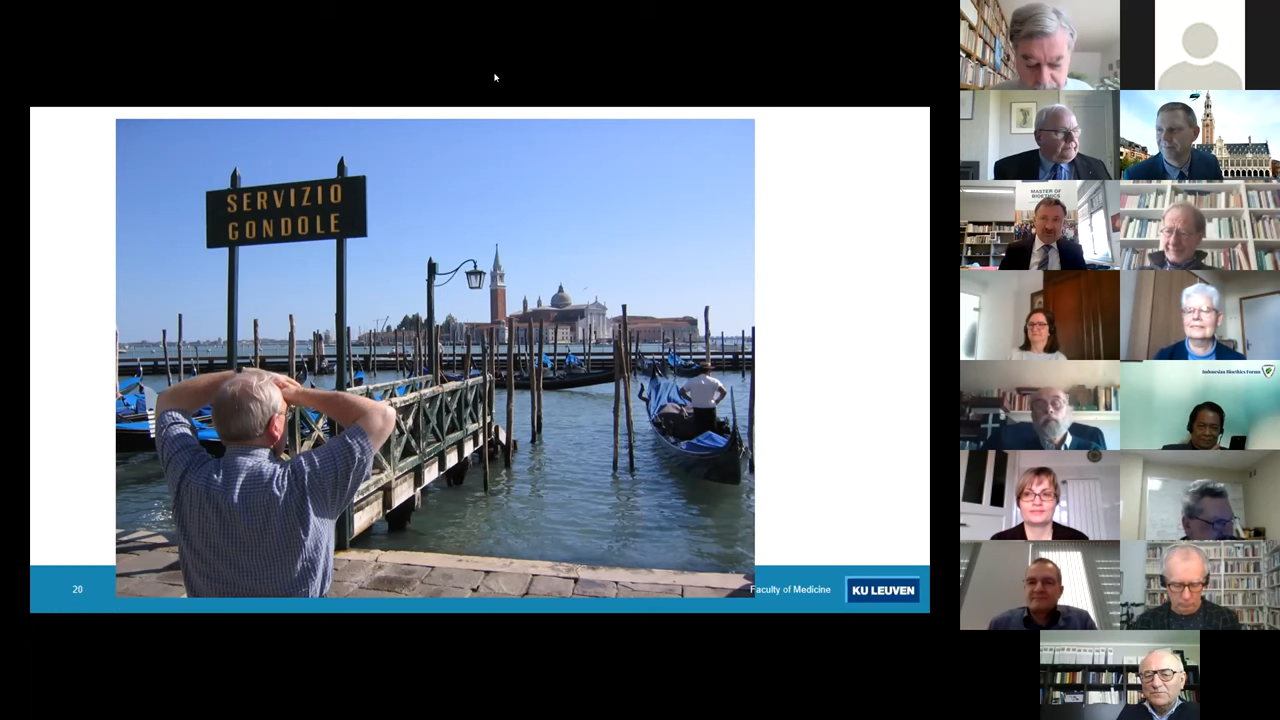 SERVIZIO
GONDOLE
20
Faculty of Medicine
KU LEUVEN
MASTER OF
BIOETHICS
Indonesian Bioethics Forum